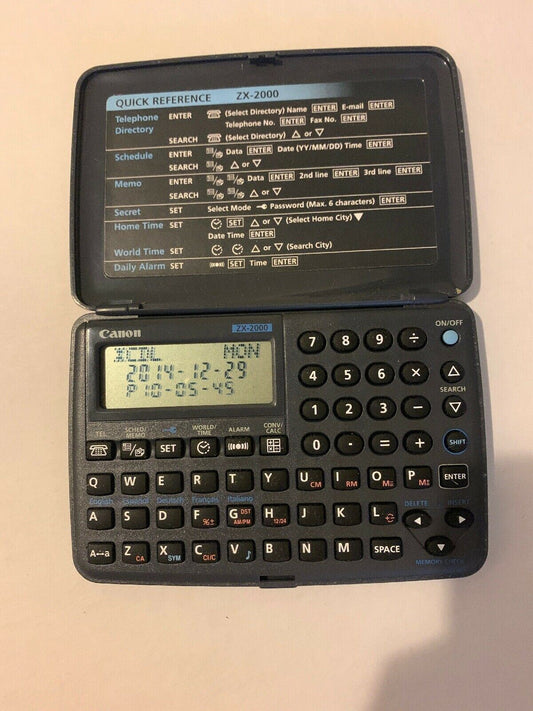 QUICK REFERENCE ZX-2000
Telephone Directory ENTER (Select Directory) Name ENTER E-mail ENTER
Telephone No. ENTER Fax No. ENTER
SEARCH (Select Directory) △ or ▽
Schedule ENTER Data ENTER Date (YY/MM/DD) Time ENTER
SEARCH △ or ▽
Memo ENTER Data ENTER 2nd line ENTER 3rd line ENTER
SEARCH △ or ▽
Secret SET Select Mode Password (Max. 6 characters) ENTER
Home Time SET SET △ or ▽ (Select Home City) ▼
Date Time ENTER
World Time SET △ or ▽ (Search City)
Daily Alarm SET SET Time ENTER
Canon ZX-2000
MON
2014-12-29
P10-05-45
ON/OFF
7 8 9 ÷
4 5 6 × △
SEARCH
1 2 3 - ▽
0 · = + SHIFT
TEL SCHED/MEMO WORLD/TIME ALARM CONV/CALC
SET
Q W E R T Y U CM I RM O M P M± ENTER
English Español Deutsch Français Italiano
A S D F %± G DST AM/PM H 12/24 J K L
DELETE INSERT
A↔a Z CA X SYM C CI/C V ♪ B N M SPACE
MEMORY CHECK